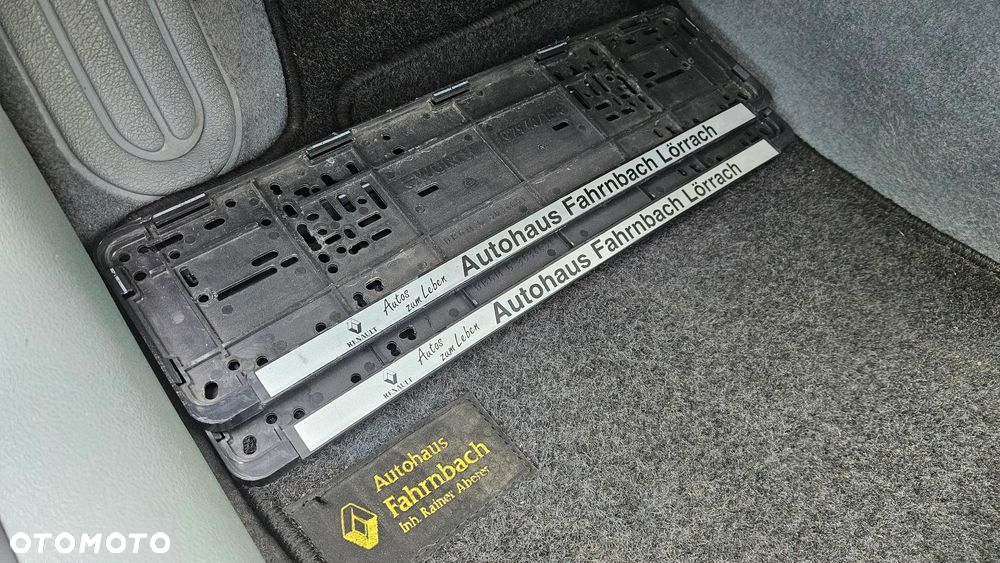 Autohaus Fahrnbach Lörrach
Autos
zum Leben
RENAULT
Autohaus Fahrnbach Lörrach
Autos
zum Leben
RENAULT
Autohaus
Fahrnbach
Inh. Rainer Aberer
OTOMOTO